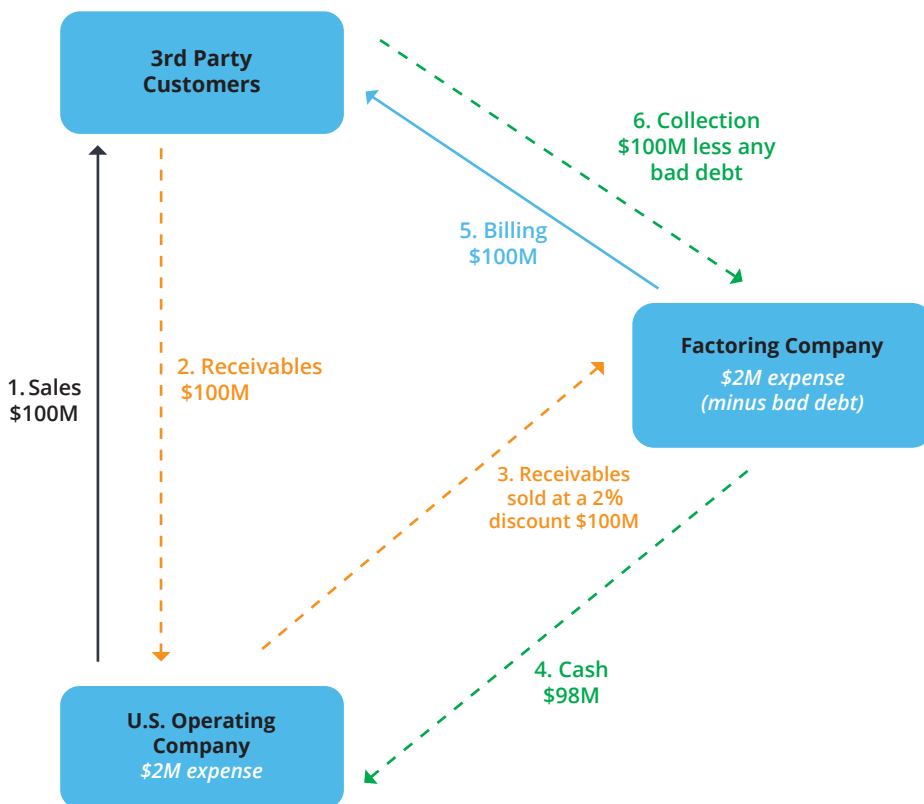 3rd Party
Customers
6. Collection
$100M less any
bad debt
5. Billing
$100M
Factoring Company
$2M expense
(minus bad debt)
2. Receivables
$100M
1. Sales
$100M
3. Receivables
sold at a 2%
discount $100M
4. Cash
$98M
U.S. Operating
Company
$2M expense